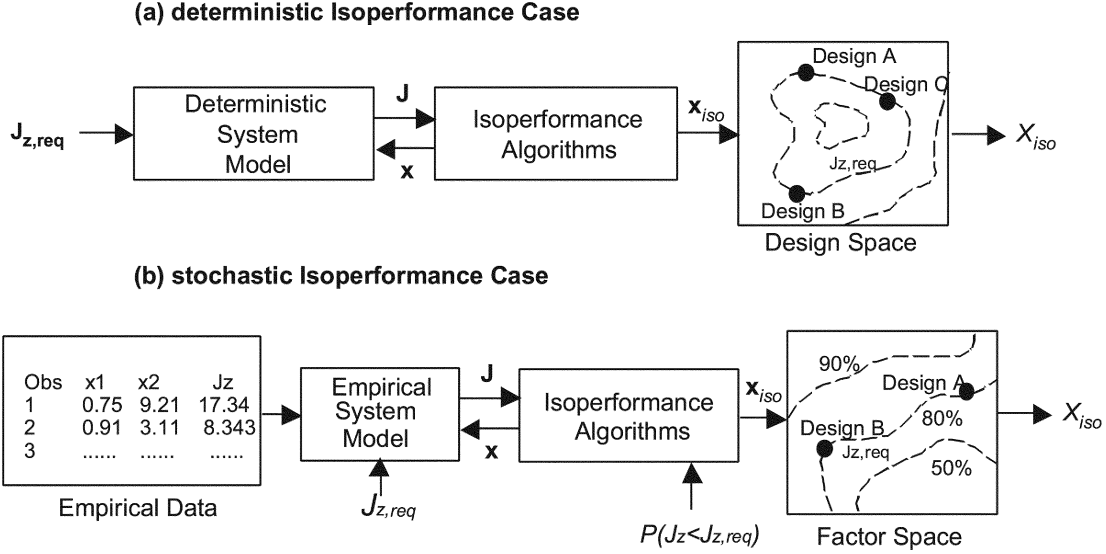 (a) deterministic Isoperformance Case
Jz,req
Deterministic
System
Model
J
x
Isoperformance
Algorithms
xiso
Design A
Design C
Jz,req
Design B
Design Space
Xiso
(b) stochastic Isoperformance Case
Obs x1 x2 Jz
1 0.75 9.21 17.34
2 0.91 3.11 8.343
3 ...... ...... ......
Empirical Data
Empirical
System
Model
Jz,req
J
x
Isoperformance
Algorithms
P(Jz<Jz,req)
xiso
90%
Design A
80%
Design B
Jz,req
50%
Factor Space
Xiso